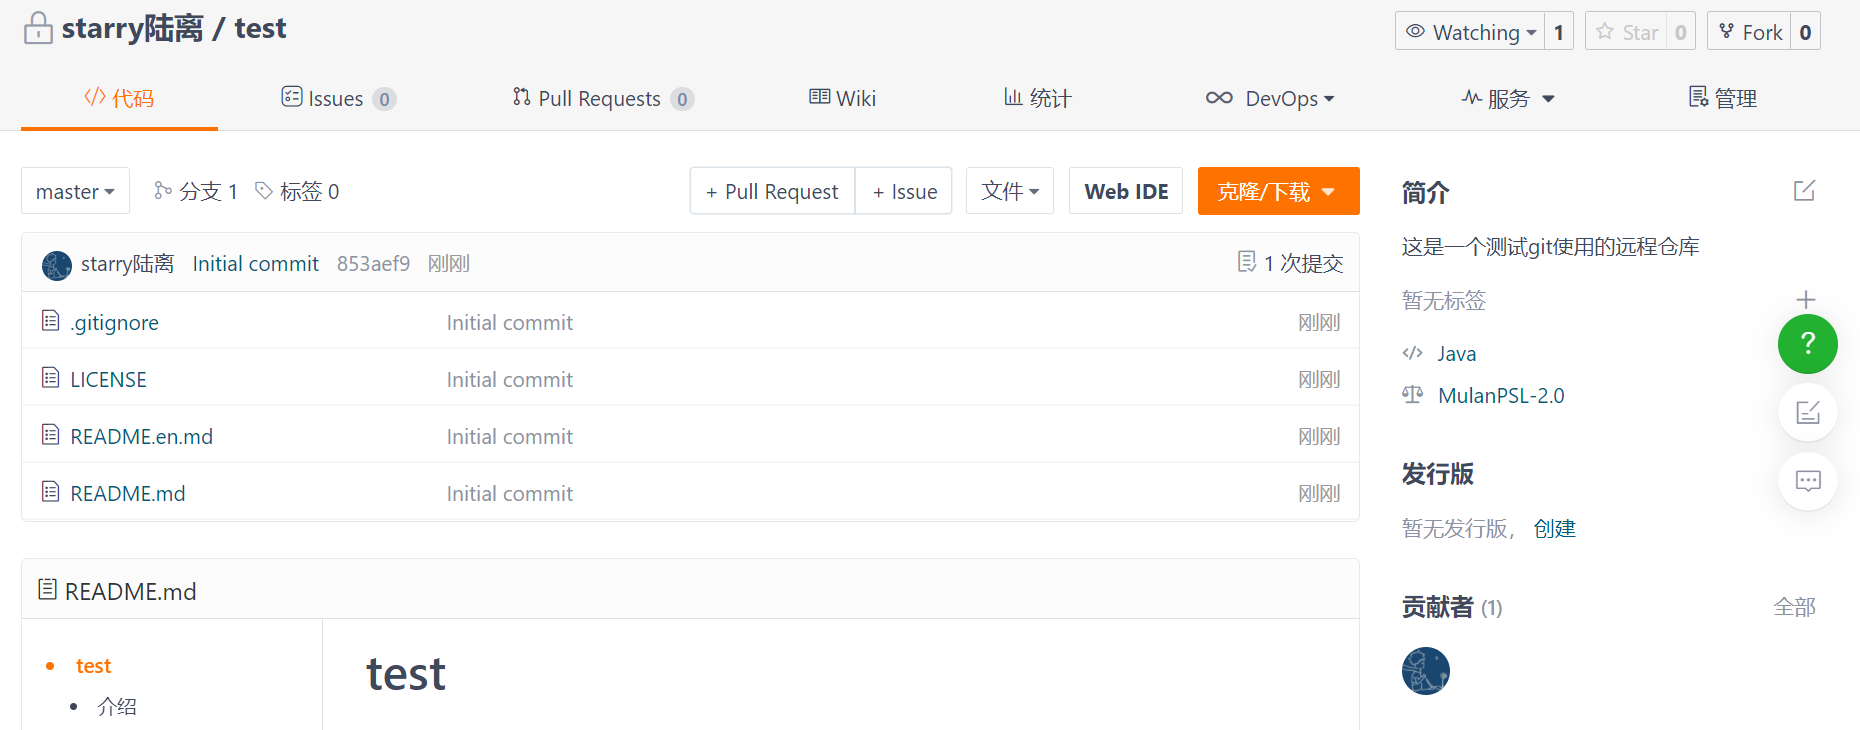 starry陆离 / test
Watching 1 Star 0 Fork 0
代码 Issues 0 Pull Requests 0 Wiki 统计 DevOps 服务 管理
master 分支 1 标签 0 + Pull Request + Issue 文件 Web IDE 克隆/下载
starry陆离 Initial commit 853aef9 刚刚 1 次提交
.gitignore Initial commit 刚刚
LICENSE Initial commit 刚刚
README.en.md Initial commit 刚刚
README.md Initial commit 刚刚
README.md
test
介绍
test
简介
这是一个测试git使用的远程仓库
暂无标签 +
?
Java
MulanPSL-2.0
发行版
暂无发行版， 创建
贡献者 (1) 全部